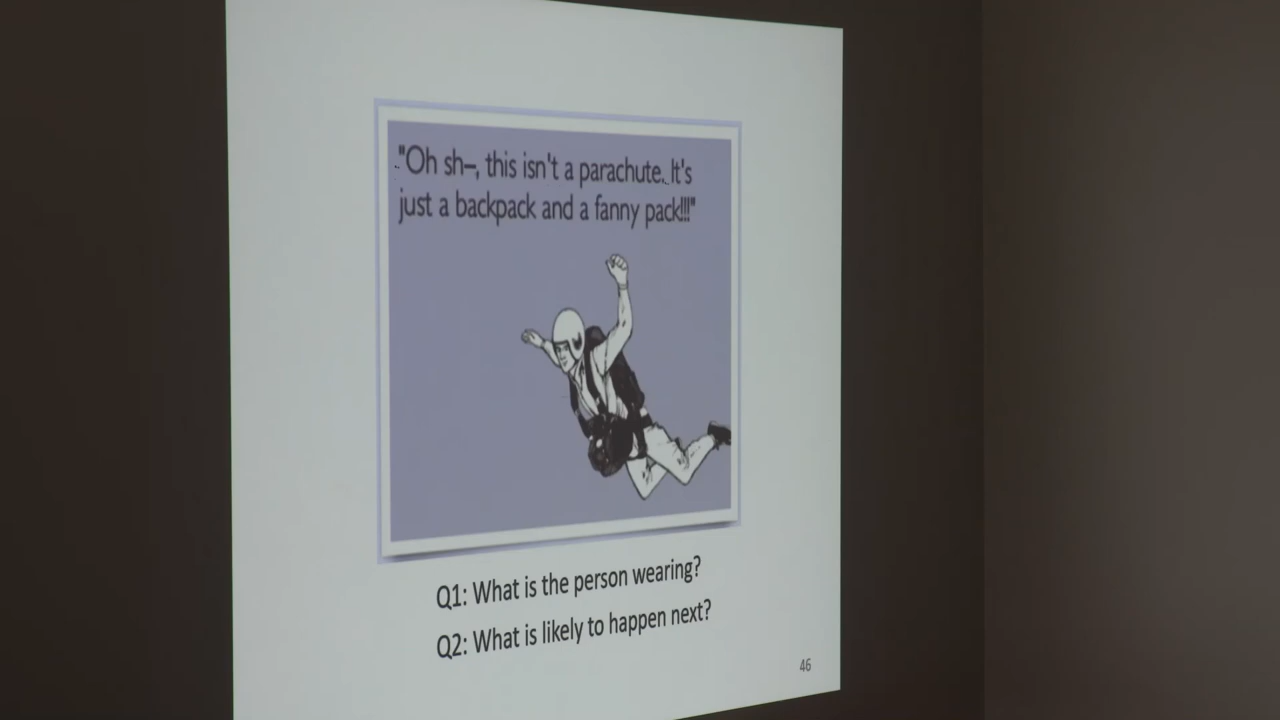 "Oh sh–, this isn't a parachute. It's
just a backpack and a fanny pack!!!"
Q1: What is the person wearing?
Q2: What is likely to happen next?
46